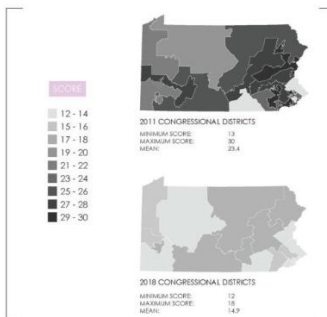 SCORE
12 - 14
15 - 16
17 - 18
19 - 20
21 - 22
23 - 24
25 - 26
27 - 28
29 - 30
2011 CONGRESSIONAL DISTRICTS
MINIMUM SCORE: 13
MAXIMUM SCORE: 30
MEAN: 23.4
2018 CONGRESSIONAL DISTRICTS
MINIMUM SCORE: 12
MAXIMUM SCORE: 18
MEAN: 14.9